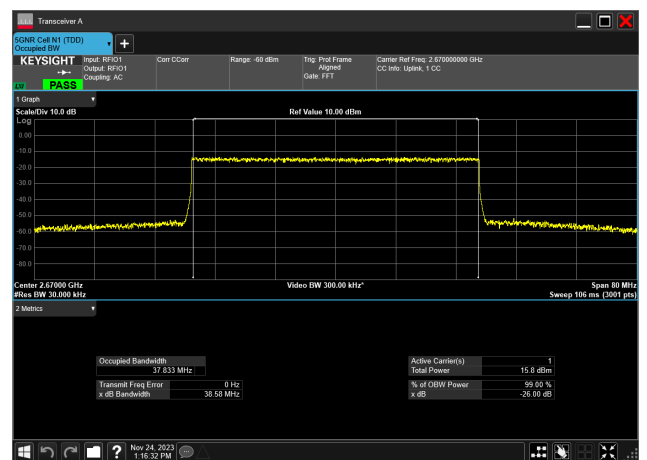 Transceiver A
5GNR Cell N1 (TDD)
Occupied BW
KEYSIGHT
LV
PASS
Input: RFIO1
Output: RFIO1
Coupling: AC
Corr CCorr
Range: -60 dBm
Trig: Prot Frame
Aligned
Gate: FFT
Carrier Ref Freq: 2.670000000 GHz
CC Info: Uplink, 1 CC
1 Graph
Scale/Div 10.0 dB
Ref Value 10.00 dBm
Log
0.00
-10.0
-20.0
-30.0
-40.0
-50.0
-60.0
-70.0
-80.0
Center 2.67000 GHz
Video BW 300.00 kHz*
Span 80 MHz
#Res BW 30.000 kHz
Sweep 106 ms (3001 pts)
2 Metrics
Occupied Bandwidth
37.833 MHz
Transmit Freq Error 0 Hz
x dB Bandwidth 38.58 MHz
Active Carrier(s) 1
Total Power 15.8 dBm
% of OBW Power 99.00 %
x dB -26.00 dB
Nov 24, 2023
1:16:32 PM